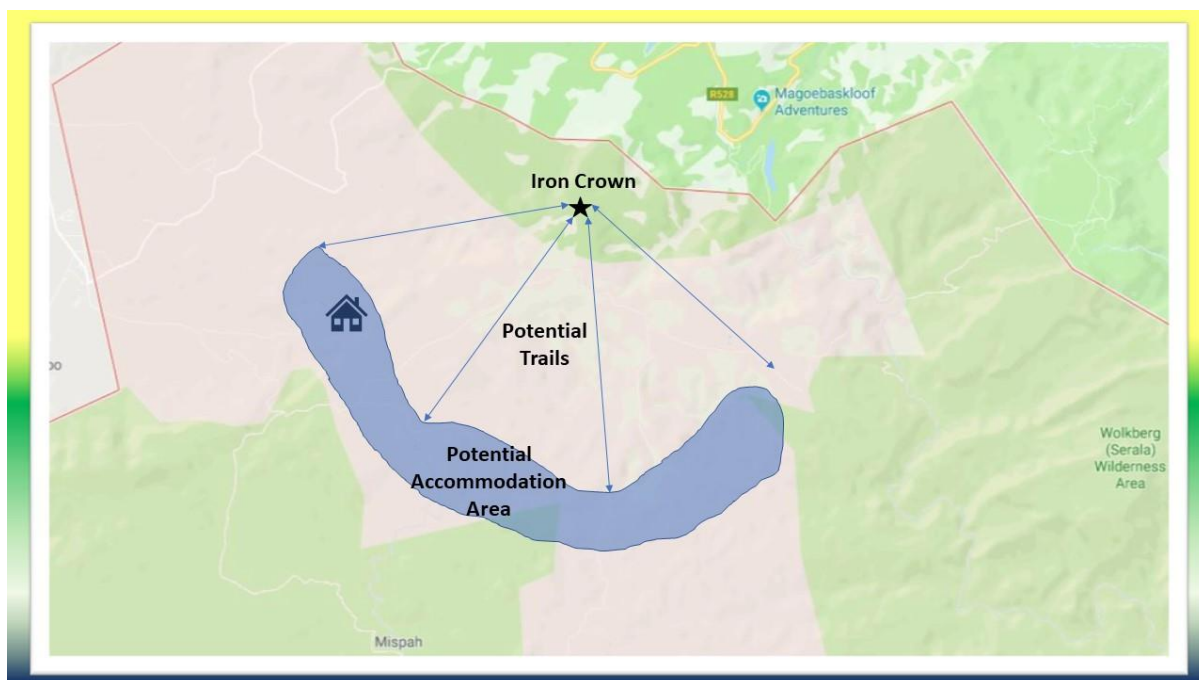 R528
Magoebaskloof
Adventures
Iron Crown
Potential
Trails
oo
Potential
Accommodation
Area
Wolkberg
(Serala)
Wilderness
Area
Mispah